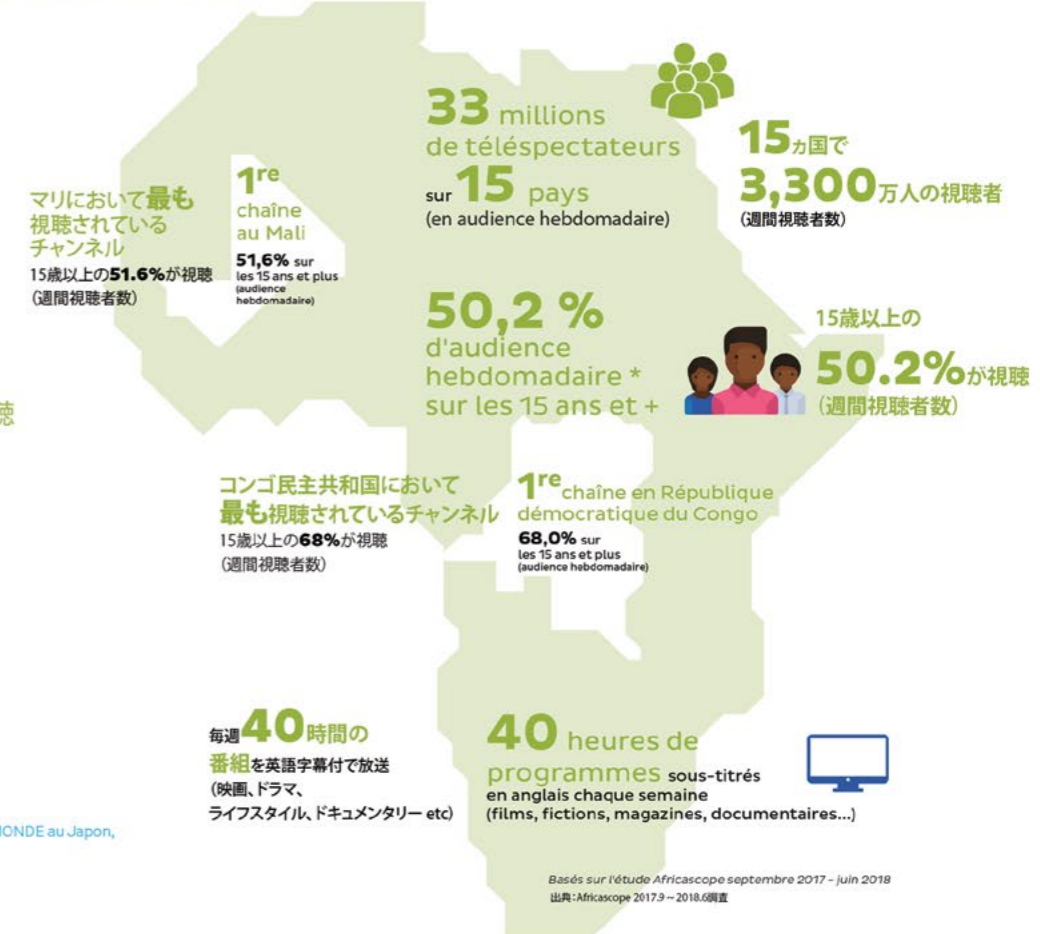 33 millions
de téléspectateurs
sur 15 pays
(en audience hebdomadaire)
15ヵ国で
3,300万人の視聴者
(週間視聴者数)
マリにおいて最も
視聴されている
チャンネル
15歳以上の51.6%が視聴
(週間視聴者数)
1re
chaîne
au Mali
51,6% sur
les 15 ans et plus
(audience
hebdomadaire)
50,2 %
d'audience
hebdomadaire *
sur les 15 ans et +
15歳以上の
50.2%が視聴
(週間視聴者数)
聴
コンゴ民主共和国において
最も視聴されているチャンネル
15歳以上の68%が視聴
(週間視聴者数)
1re chaîne en République
démocratique du Congo
68,0% sur
les 15 ans et plus
(audience hebdomadaire)
毎週40時間の
番組を英語字幕付で放送
(映画、ドラマ、
ライフスタイル、ドキュメンタリー etc)
40 heures de
programmes sous-titrés
en anglais chaque semaine
(films, fictions, magazines, documentaires...)
MONDE au Japon,
Basés sur l'étude Africascope septembre 2017 - juin 2018
出典：Africascope 2017.9～2018.6調査